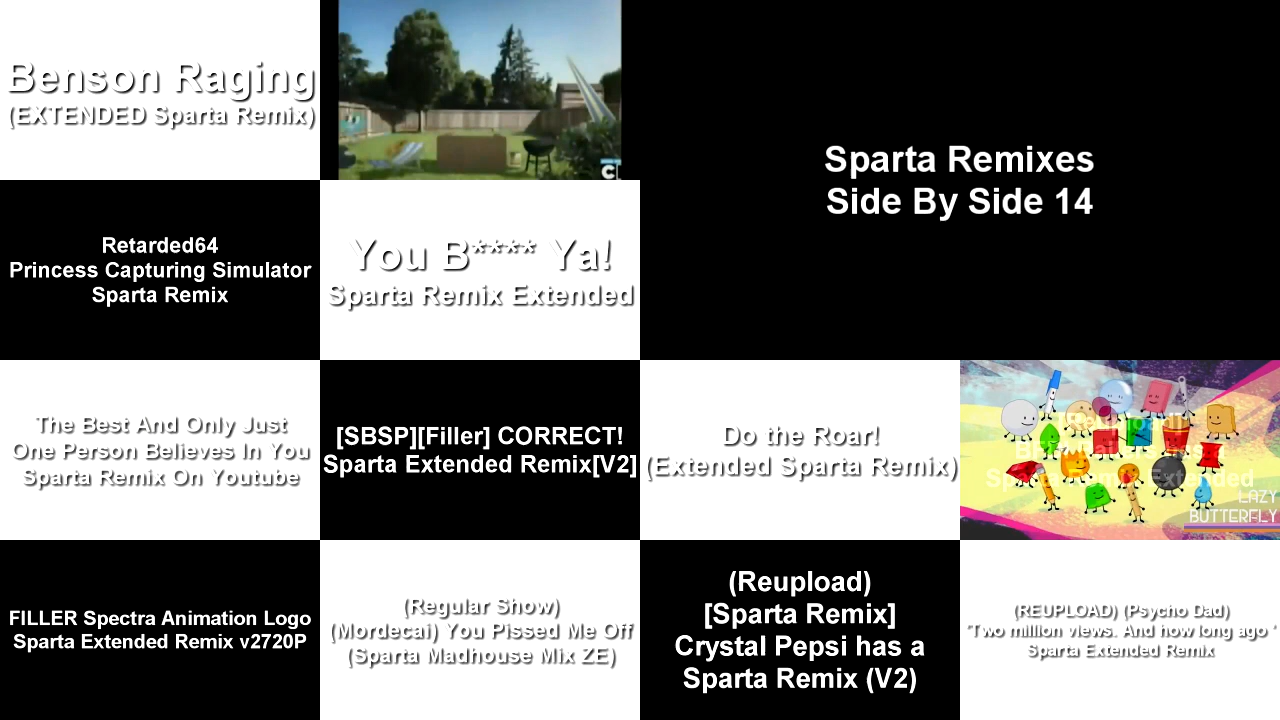 Benson Raging
(EXTENDED Sparta Remix)
C
Sparta Remixes
Side By Side 14
Retarded64
Princess Capturing Simulator
Sparta Remix
You B**** Ya!
Sparta Remix Extended
The Best And Only Just
One Person Believes In You
Sparta Remix On Youtube
[SBSP][Filler] CORRECT!
Sparta Extended Remix[V2]
Do the Roar!
(Extended Sparta Remix)
Sparta Remix Extended
LAZY
BUTTERFLY
FILLER Spectra Animation Logo
Sparta Extended Remix v2720P
(Regular Show)
(Mordecai) You Pissed Me Off
(Sparta Madhouse Mix ZE)
(Reupload)
[Sparta Remix]
Crystal Pepsi has a
Sparta Remix (V2)
(REUPLOAD) (Psycho Dad)
"Two million views. And how long ago "
Sparta Extended Remix